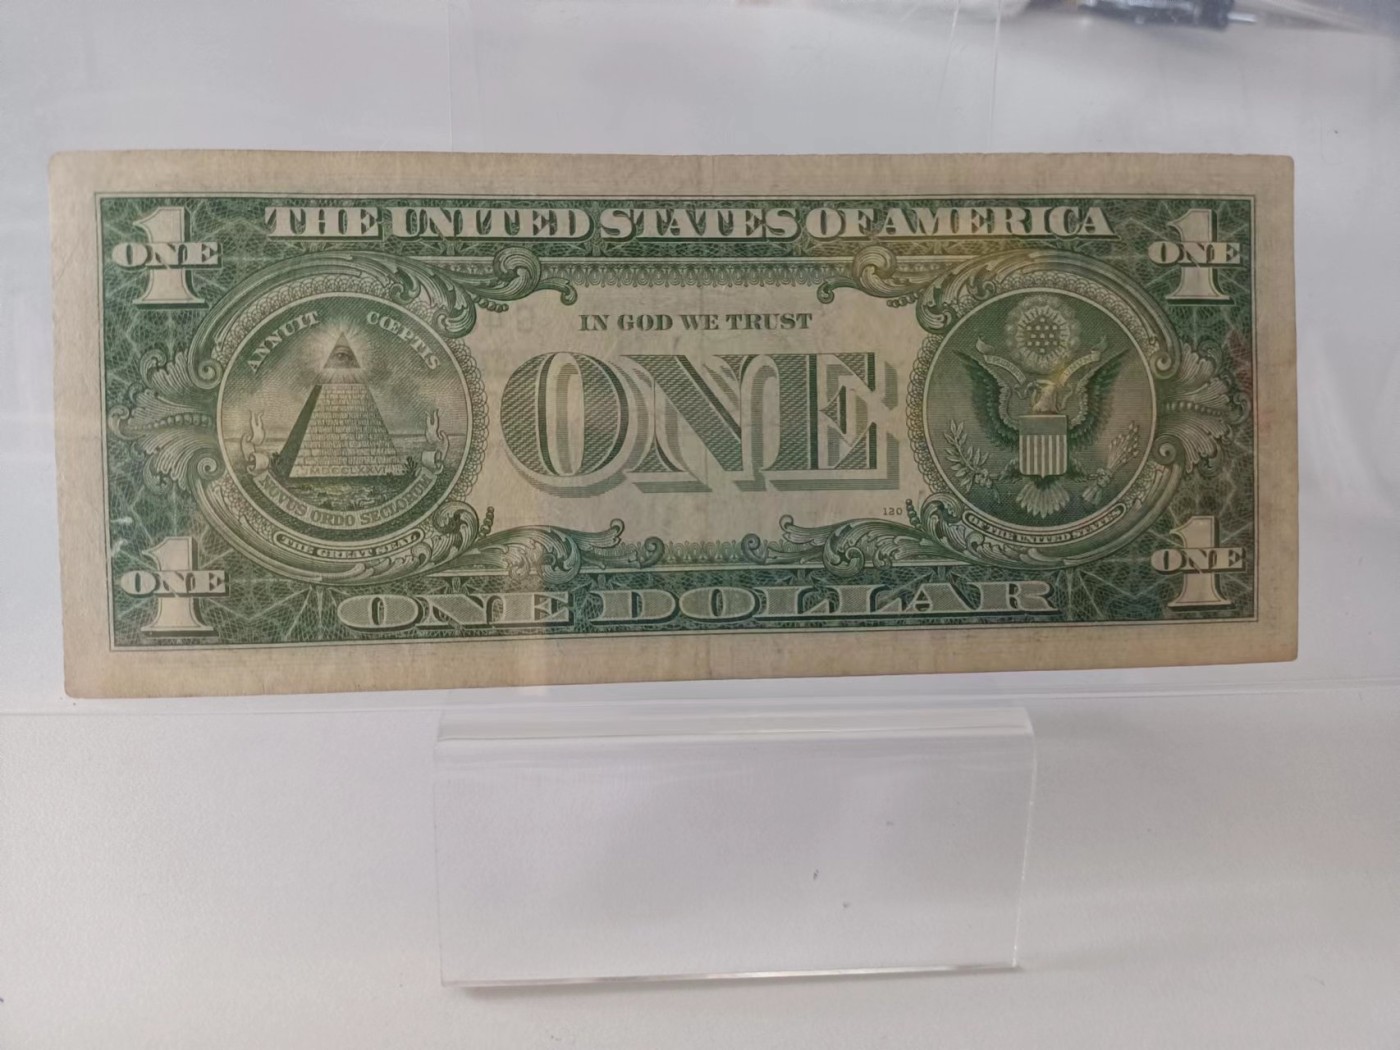 THE UNITED STATES OF AMERICA
1
ONE
1
ONE
ANNUIT CŒPTIS
IN GOD WE TRUST
ONE
MDCCLXXVI
NOVUS ORDO SECLORUM
THE GREAT SEAL
120
OF THE UNITED STATES
1
ONE
1
ONE
ONE DOLLAR